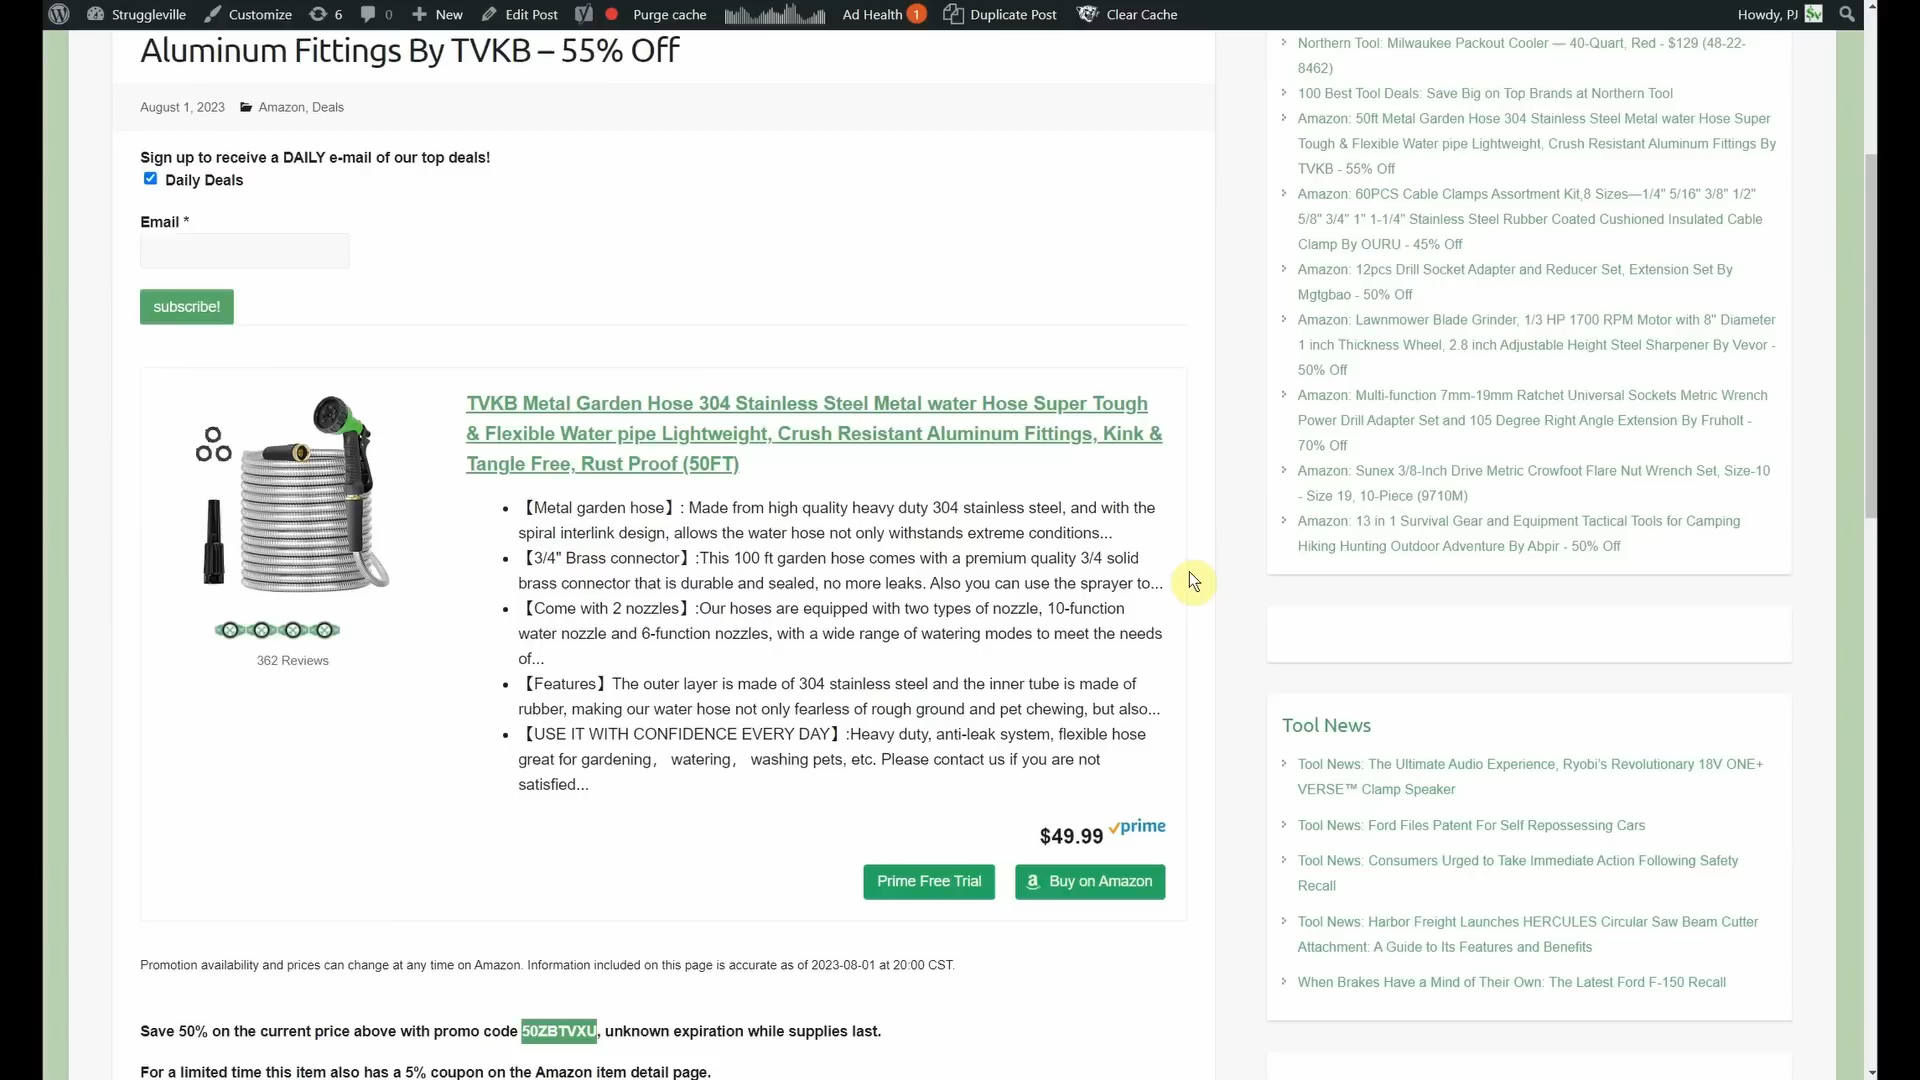 Struggleville Customize 6 0 New Edit Post Purge cache Ad Health 1 Duplicate Post Clear Cache Howdy, PJ
Aluminum Fittings By TVKB – 55% Off
August 1, 2023 Amazon, Deals
Sign up to receive a DAILY e-mail of our top deals!
Daily Deals
Email *
subscribe!
TVKB Metal Garden Hose 304 Stainless Steel Metal water Hose Super Tough
& Flexible Water pipe Lightweight, Crush Resistant Aluminum Fittings, Kink &
Tangle Free, Rust Proof (50FT)
【Metal garden hose】: Made from high quality heavy duty 304 stainless steel, and with the
spiral interlink design, allows the water hose not only withstands extreme conditions...
【3/4" Brass connector】:This 100 ft garden hose comes with a premium quality 3/4 solid
brass connector that is durable and sealed, no more leaks. Also you can use the sprayer to...
【Come with 2 nozzles】:Our hoses are equipped with two types of nozzle, 10-function
water nozzle and 6-function nozzles, with a wide range of watering modes to meet the needs
of...
【Features】The outer layer is made of 304 stainless steel and the inner tube is made of
rubber, making our water hose not only fearless of rough ground and pet chewing, but also...
【USE IT WITH CONFIDENCE EVERY DAY】:Heavy duty, anti-leak system, flexible hose
great for gardening， watering， washing pets, etc. Please contact us if you are not
satisfied...
362 Reviews
$49.99 prime
Prime Free Trial
Buy on Amazon
Promotion availability and prices can change at any time on Amazon. Information included on this page is accurate as of 2023-08-01 at 20:00 CST.
Save 50% on the current price above with promo code 50ZBTVXU, unknown expiration while supplies last.
For a limited time this item also has a 5% coupon on the Amazon item detail page.
Northern Tool: Milwaukee Packout Cooler — 40-Quart, Red - $129 (48-22-
8462)
100 Best Tool Deals: Save Big on Top Brands at Northern Tool
Amazon: 50ft Metal Garden Hose 304 Stainless Steel Metal water Hose Super
Tough & Flexible Water pipe Lightweight, Crush Resistant Aluminum Fittings By
TVKB - 55% Off
Amazon: 60PCS Cable Clamps Assortment Kit,8 Sizes—1/4" 5/16" 3/8" 1/2"
5/8" 3/4" 1" 1-1/4" Stainless Steel Rubber Coated Cushioned Insulated Cable
Clamp By OURU - 45% Off
Amazon: 12pcs Drill Socket Adapter and Reducer Set, Extension Set By
Mgtgbao - 50% Off
Amazon: Lawnmower Blade Grinder, 1/3 HP 1700 RPM Motor with 8" Diameter
1 inch Thickness Wheel, 2.8 inch Adjustable Height Steel Sharpener By Vevor -
50% Off
Amazon: Multi-function 7mm-19mm Ratchet Universal Sockets Metric Wrench
Power Drill Adapter Set and 105 Degree Right Angle Extension By Fruholt -
70% Off
Amazon: Sunex 3/8-Inch Drive Metric Crowfoot Flare Nut Wrench Set, Size-10
- Size 19, 10-Piece (9710M)
Amazon: 13 in 1 Survival Gear and Equipment Tactical Tools for Camping
Hiking Hunting Outdoor Adventure By Abpir - 50% Off
Tool News
Tool News: The Ultimate Audio Experience, Ryobi's Revolutionary 18V ONE+
VERSE™ Clamp Speaker
Tool News: Ford Files Patent For Self Repossessing Cars
Tool News: Consumers Urged to Take Immediate Action Following Safety
Recall
Tool News: Harbor Freight Launches HERCULES Circular Saw Beam Cutter
Attachment: A Guide to Its Features and Benefits
When Brakes Have a Mind of Their Own: The Latest Ford F-150 Recall